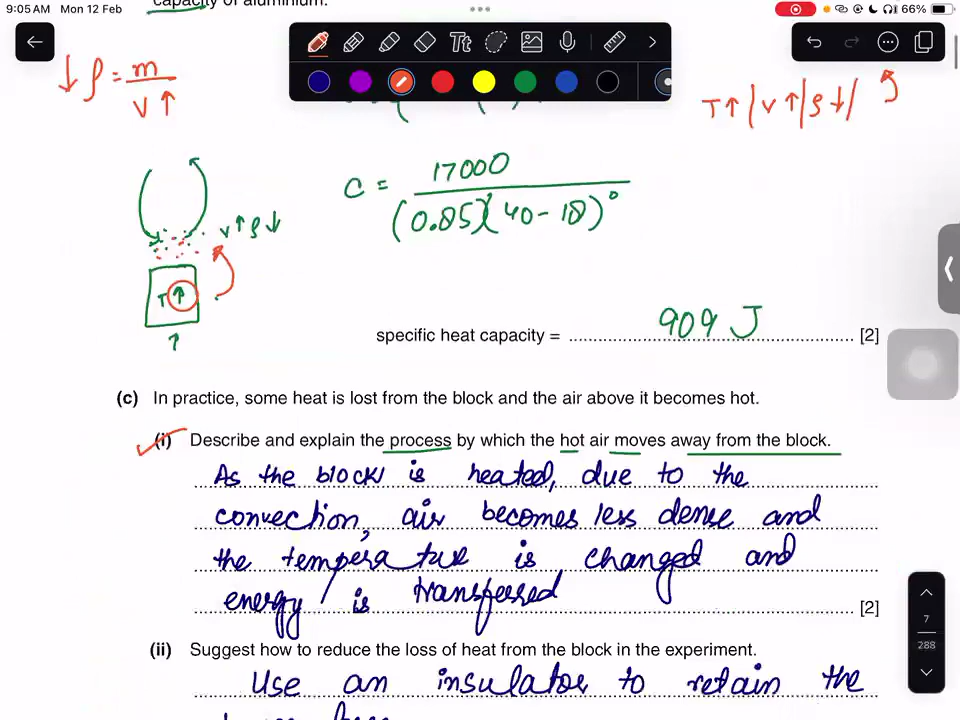 9:05 AM Mon 12 Feb
66%
capacity of aluminium.
Tt
↓ ρ = m / V ↑
T↑ / V ↑ / ρ ↓ /
C = 17000 / (0.85)(40 - 18)°
V↑ ρ ↓
T ↑
specific heat capacity = 909 J [2]
(c) In practice, some heat is lost from the block and the air above it becomes hot.
(i) Describe and explain the process by which the hot air moves away from the block.
As the block is heated, due to the
convection, air becomes less dense and
the temperature is changed and
energy is transferred [2]
7
288
(ii) Suggest how to reduce the loss of heat from the block in the experiment.
Use an insulator to retain the